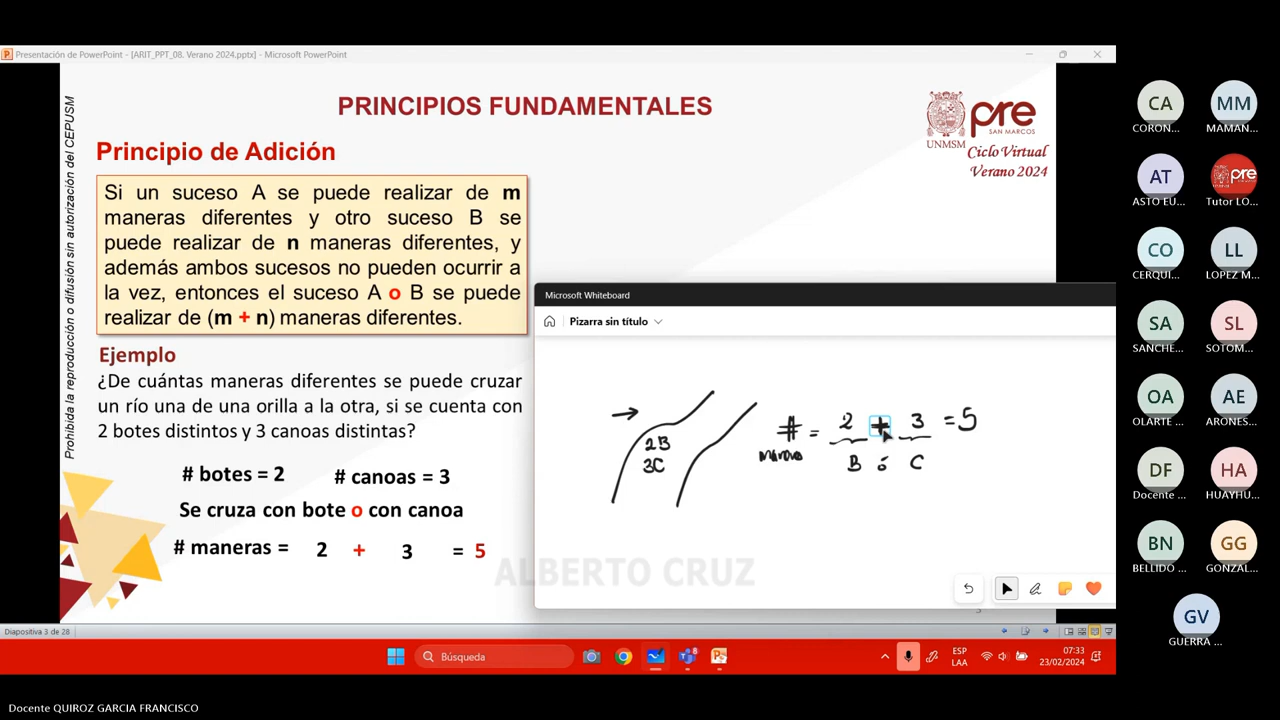 Presentación de PowerPoint - [ARIT_PPT_08. Verano 2024.pptx] - Microsoft PowerPoint
PRINCIPIOS FUNDAMENTALES
UNMSM
pre
SAN MARCOS
Ciclo Virtual
Verano 2024
Prohibida la reproducción o difusión sin autorización del CEPUSM
Principio de Adición
Si un suceso A se puede realizar de m
maneras diferentes y otro suceso B se
puede realizar de n maneras diferentes, y
además ambos sucesos no pueden ocurrir a
la vez, entonces el suceso A o B se puede
realizar de (m + n) maneras diferentes.
Ejemplo
¿De cuántas maneras diferentes se puede cruzar
un río una de una orilla a la otra, si se cuenta con
2 botes distintos y 3 canoas distintas?
# botes = 2
# canoas = 3
Se cruza con bote o con canoa
# maneras = 2 + 3 = 5
Microsoft Whiteboard
Pizarra sin título
2B
3C
# = 2 + 3 = 5
B ó C
ALBERTO CRUZ
3
Diapositiva 3 de 28
Búsqueda
8
ESP
LAA
07:33
23/02/2024
CA
CORON...
MM
MAMAN...
AT
ASTO EU...
pre
Tutor LO...
CO
CERQUI...
LL
LOPEZ M...
SA
SANCHE...
SL
SOTOM...
OA
OLARTE ...
AE
ARONES...
DF
Docente ...
HA
HUAYHU...
BN
BELLIDO ...
GG
GONZAL...
GV
GUERRA ...
Docente QUIROZ GARCIA FRANCISCO